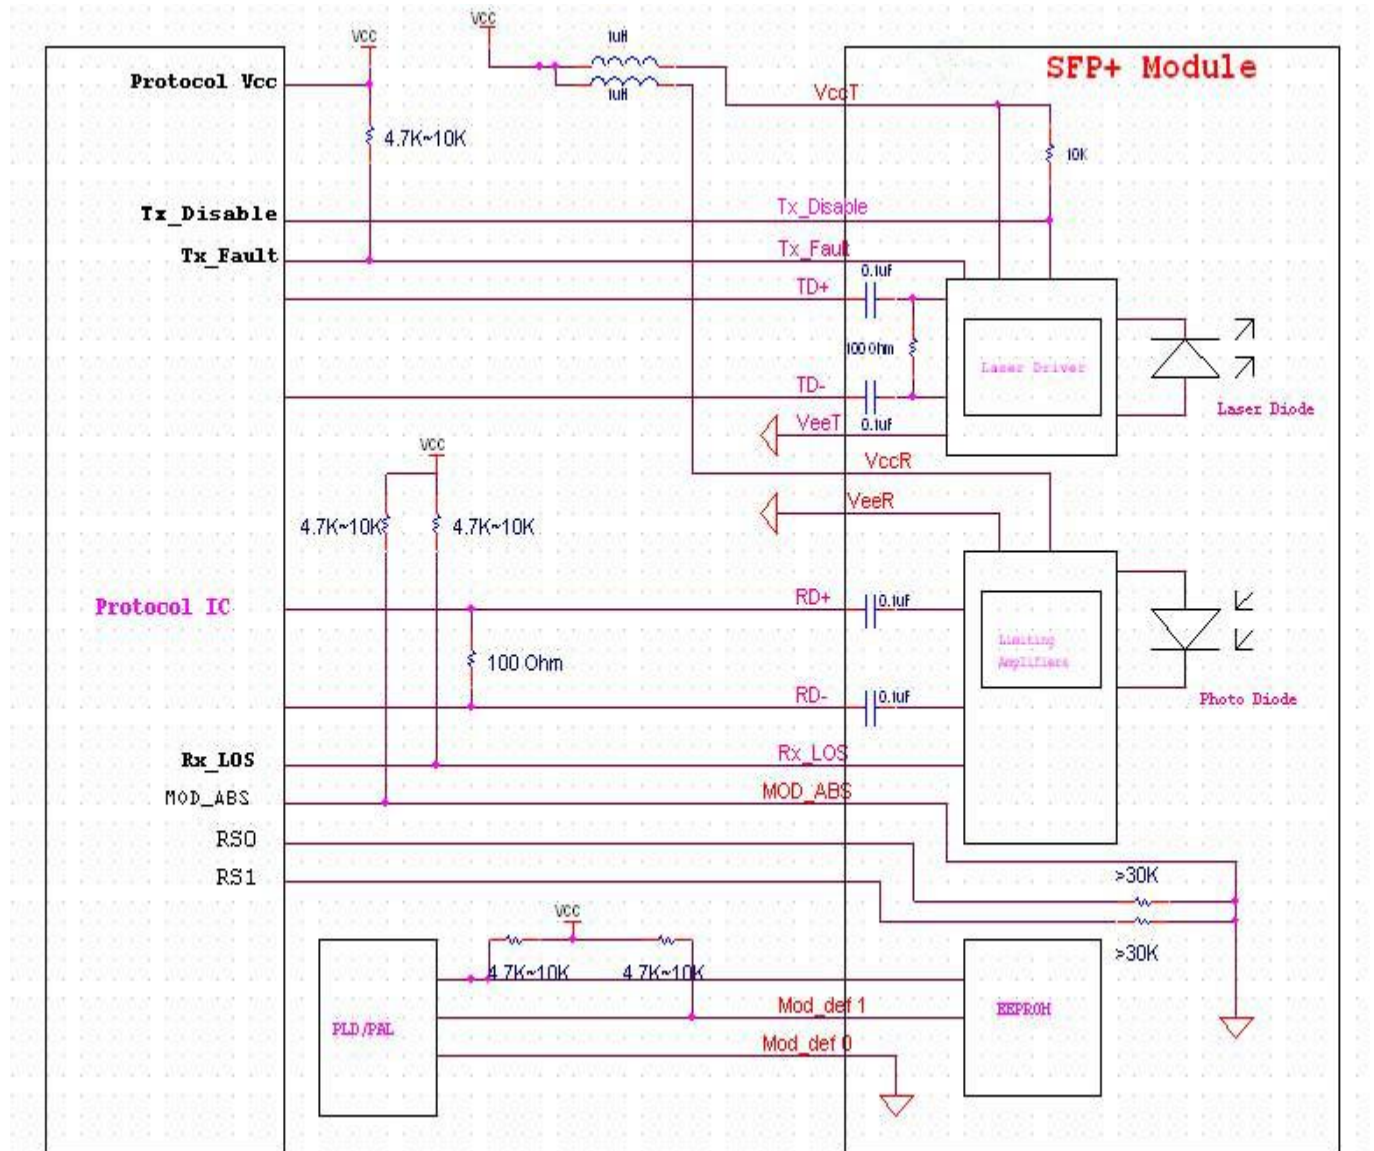 VCC
VCC
1uH
1uH
SFP+ Module
Protocol Vcc
VccT
4.7K~10K
10K
Tx_Disable
Tx_Disable
Tx_Fault
Tx_Fault
0.1uF
TD+
100 Ohm
Laser Driver
TD-
Laser Diode
VeeT
0.1uF
VCC
VccR
VeeR
4.7K~10K
4.7K~10K
Protocol IC
RD+
0.1uF
Limiting
Amplifiers
100 Ohm
RD-
0.1uF
Photo Diode
Rx_LOS
Rx_LOS
MOD_ABS
MOD_ABS
RS0
RS1
>30K
VCC
>30K
4.7K~10K
4.7K~10K
Mod_def 1
EEPROM
PLD/PAL
Mod_def 0